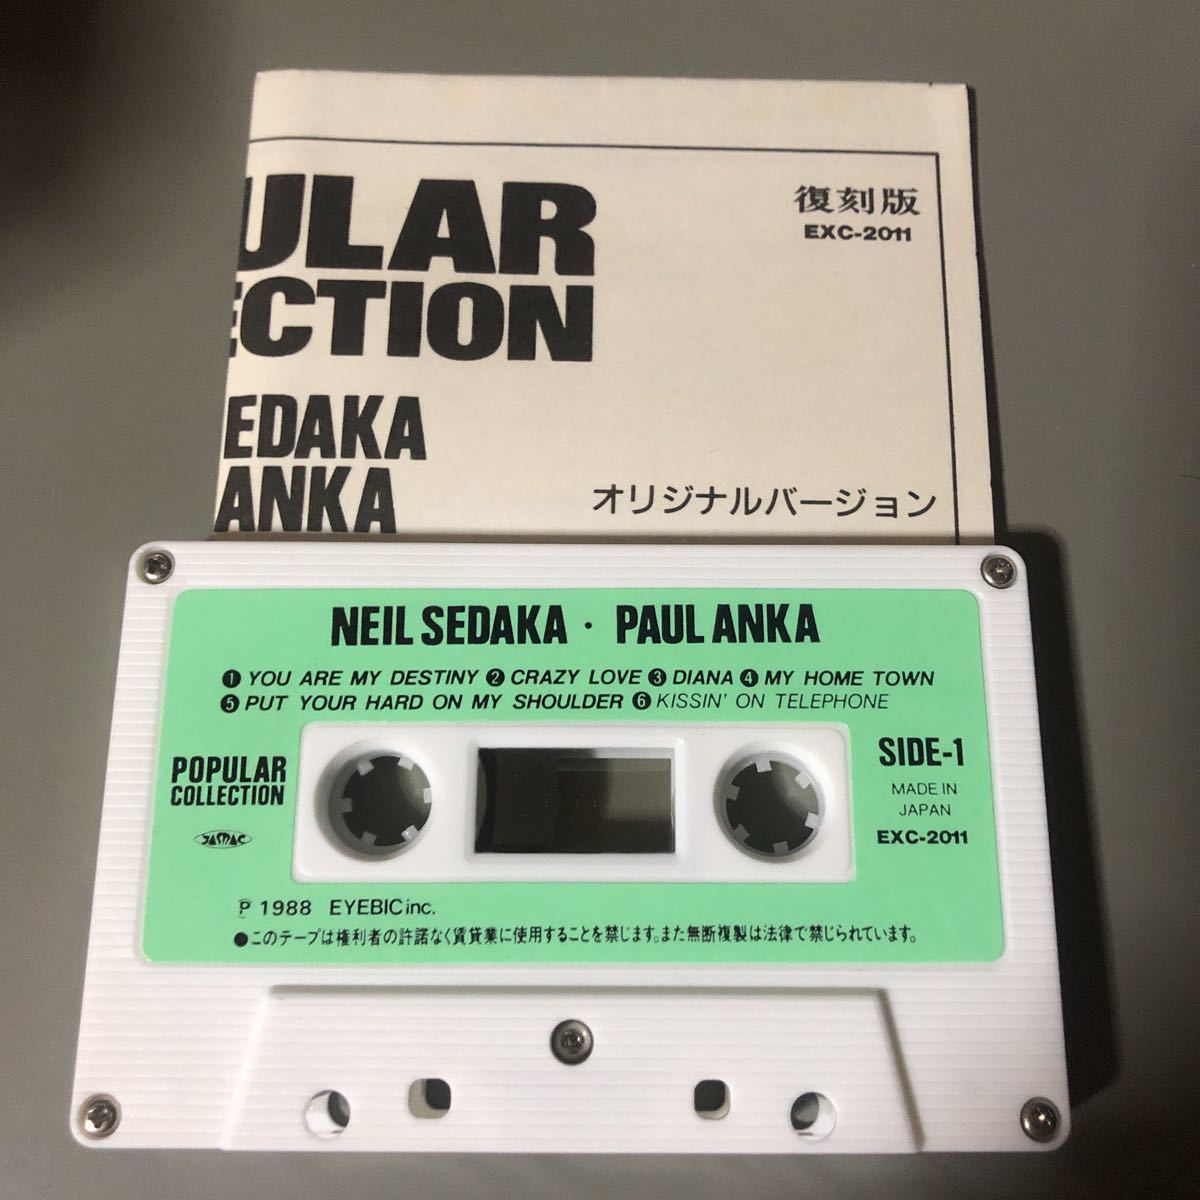 ULAR
ECTION
EDAKA
ANKA
復刻版
EXC-2011
オリジナルバージョン
NEIL SEDAKA · PAUL ANKA
❶ YOU ARE MY DESTINY ❷ CRAZY LOVE ❸ DIANA ❹ MY HOME TOWN
❺ PUT YOUR HARD ON MY SHOULDER ❻ KISSIN' ON TELEPHONE
POPULAR
COLLECTION
JASRAC
SIDE-1
MADE IN
JAPAN
EXC-2011
℗ 1988 EYEBIC inc.
●このテープは権利者の許諾なく賃貸業に使用することを禁じます。また無断複製は法律で禁じられています。